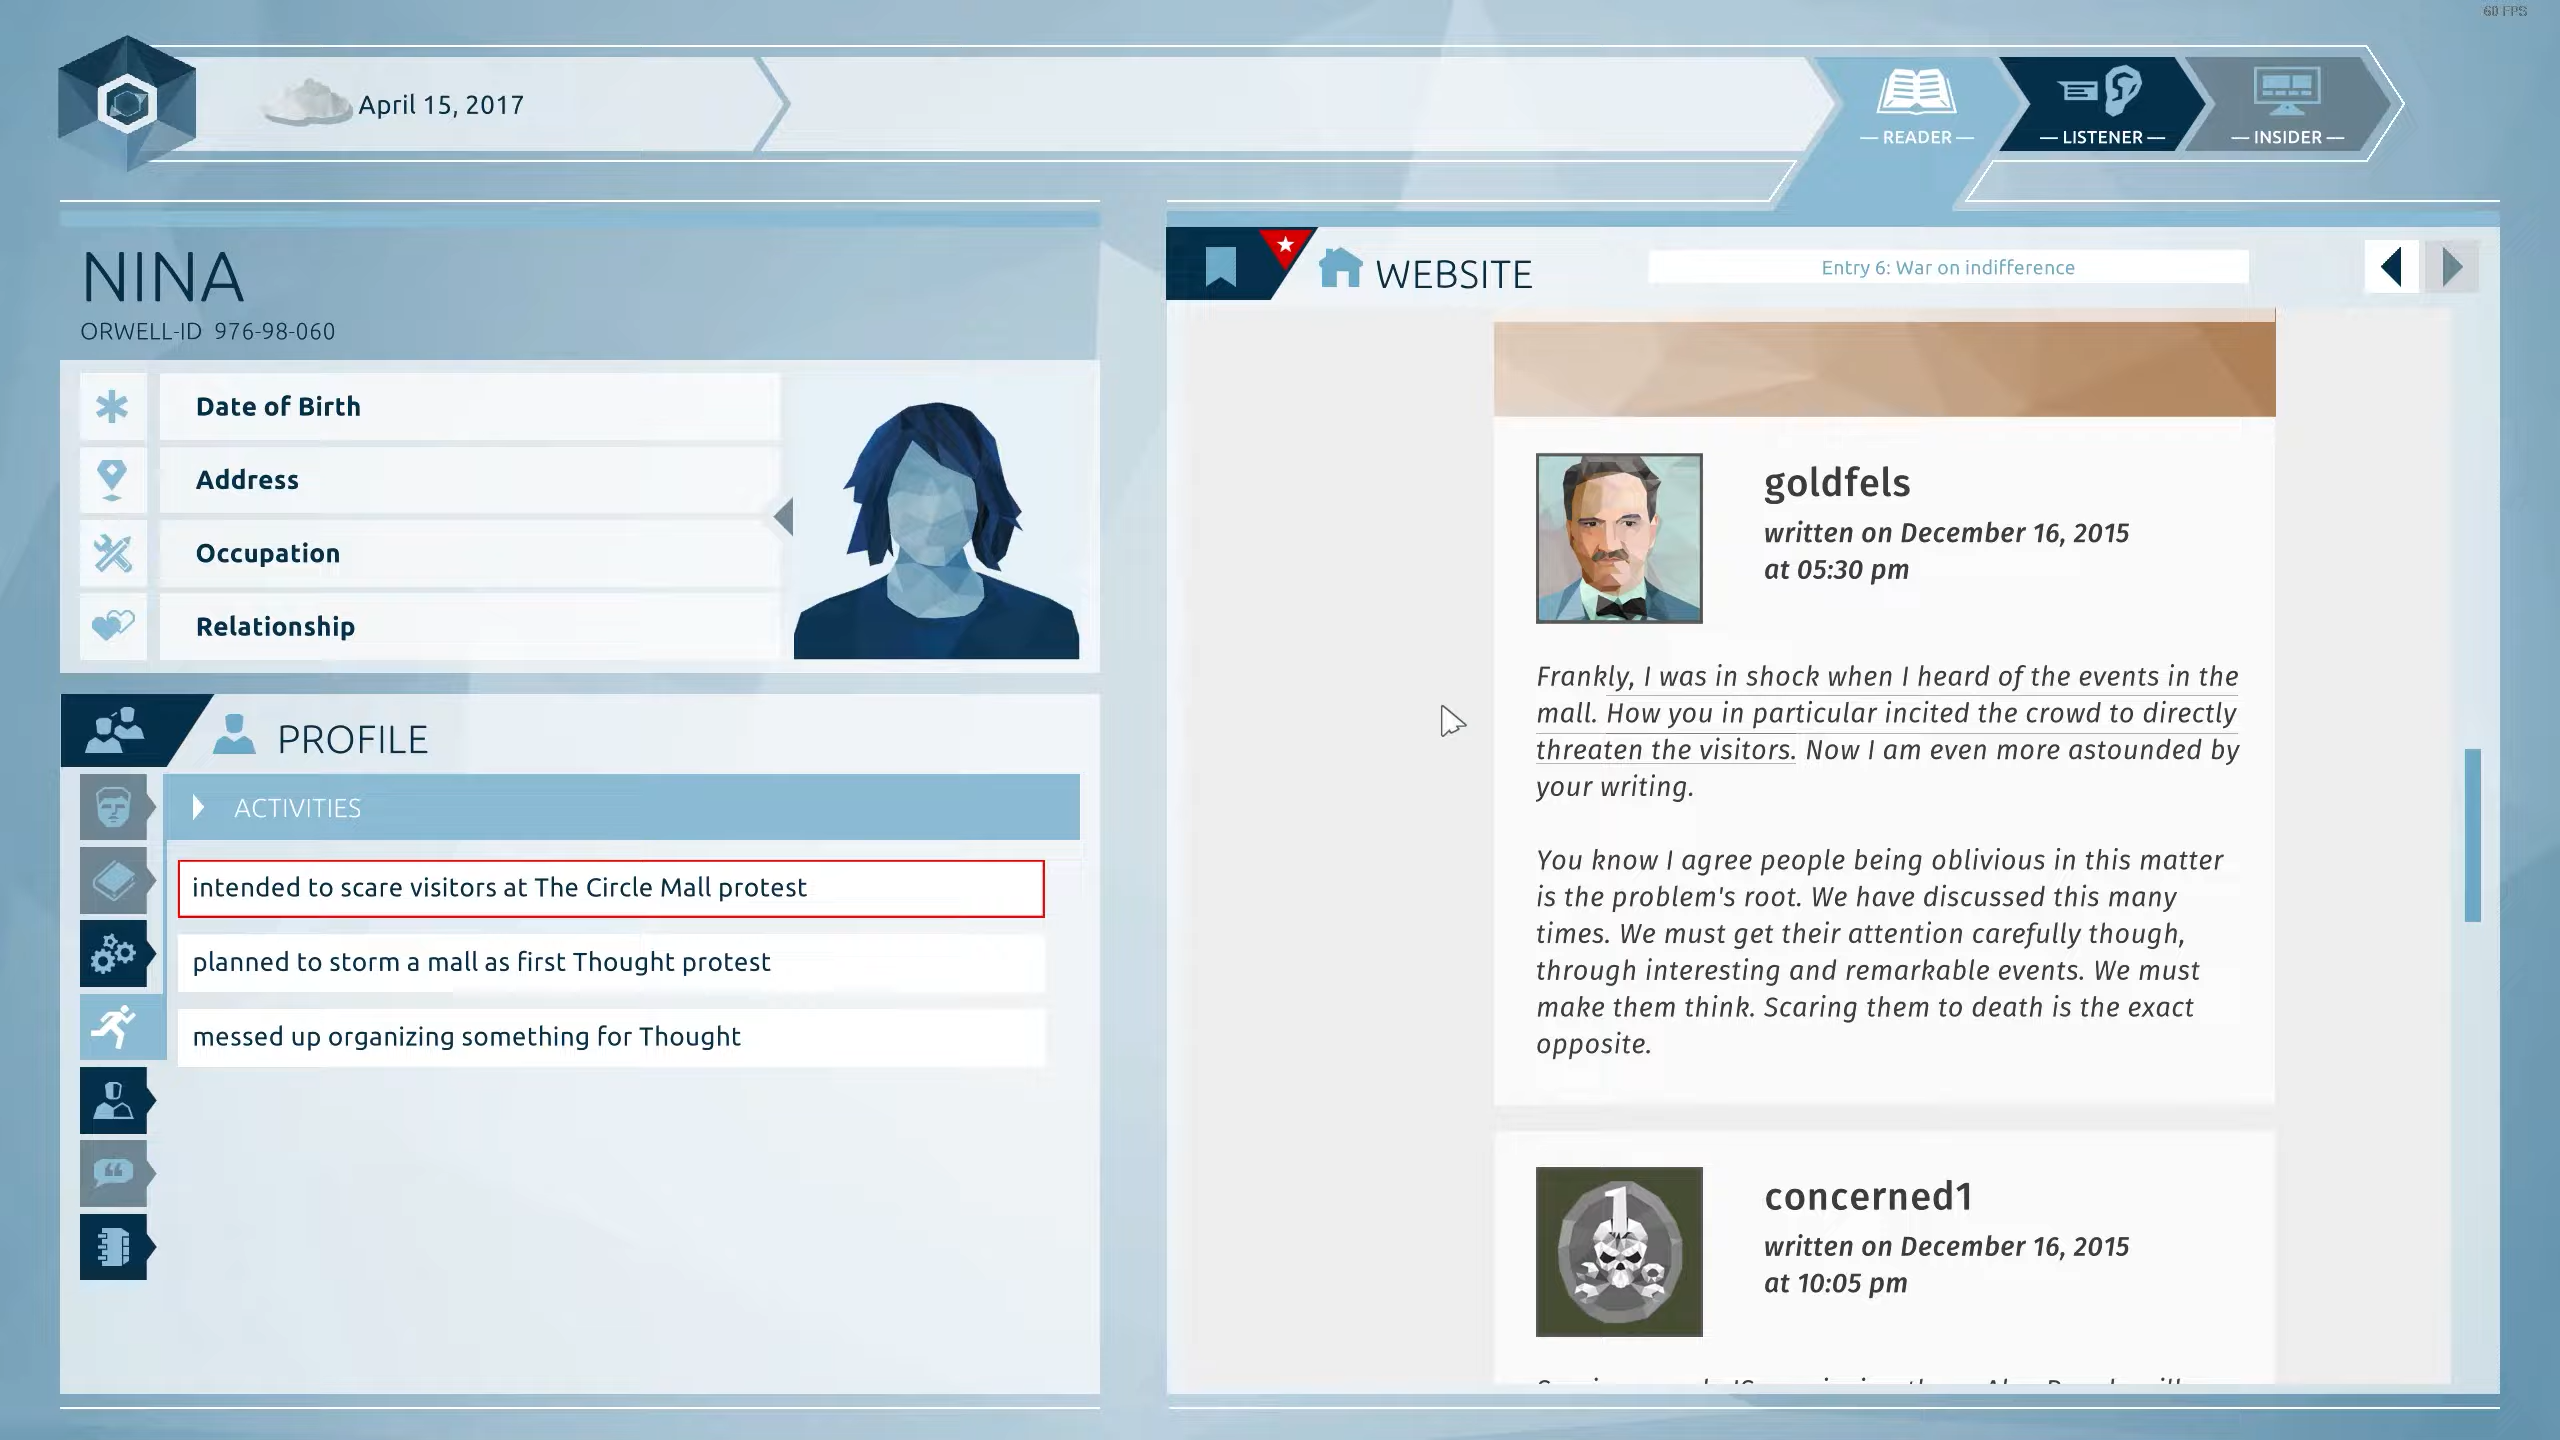 60 FPS
April 15, 2017
— READER —
— LISTENER —
— INSIDER —
NINA
ORWELL-ID 976-98-060
Date of Birth
Address
Occupation
Relationship
PROFILE
ACTIVITIES
intended to scare visitors at The Circle Mall protest
planned to storm a mall as first Thought protest
messed up organizing something for Thought
WEBSITE
Entry 6: War on indifference
goldfels
written on December 16, 2015
at 05:30 pm
Frankly, I was in shock when I heard of the events in the
mall. How you in particular incited the crowd to directly
threaten the visitors. Now I am even more astounded by
your writing.
You know I agree people being oblivious in this matter
is the problem's root. We have discussed this many
times. We must get their attention carefully though,
through interesting and remarkable events. We must
make them think. Scaring them to death is the exact
opposite.
1
concerned1
written on December 16, 2015
at 10:05 pm